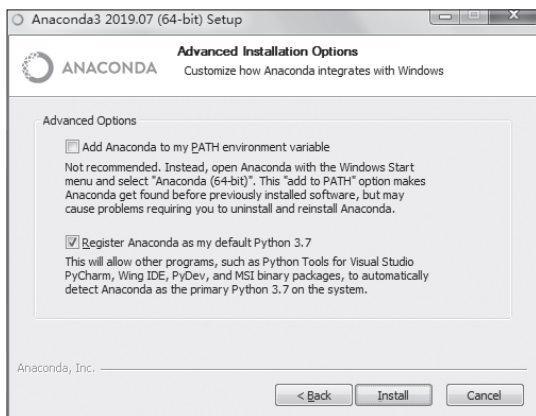 Anaconda3 2019.07 (64-bit) Setup
Advanced Installation Options
Customize how Anaconda integrates with Windows
ANACONDA
Advanced Options
Add Anaconda to my PATH environment variable
Not recommended. Instead, open Anaconda with the Windows Start
menu and select "Anaconda (64-bit)". This "add to PATH" option makes
Anaconda get found before previously installed software, but may
cause problems requiring you to uninstall and reinstall Anaconda.
Register Anaconda as my default Python 3.7
This will allow other programs, such as Python Tools for Visual Studio
PyCharm, Wing IDE, PyDev, and MSI binary packages, to automatically
detect Anaconda as the primary Python 3.7 on the system.
Anaconda, Inc.
< Back
Install
Cancel